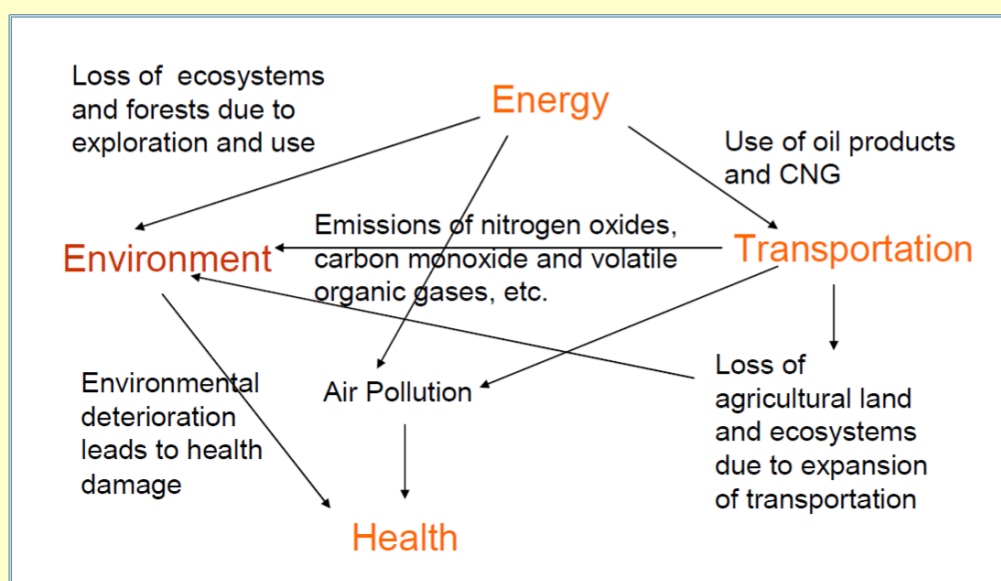 Loss of ecosystems
and forests due to
exploration and use
Energy
Use of oil products
and CNG
Emissions of nitrogen oxides,
carbon monoxide and volatile
organic gases, etc.
Environment
Transportation
Environmental
deterioration
leads to health
damage
Air Pollution
Loss of
agricultural land
and ecosystems
due to expansion
of transportation
Health